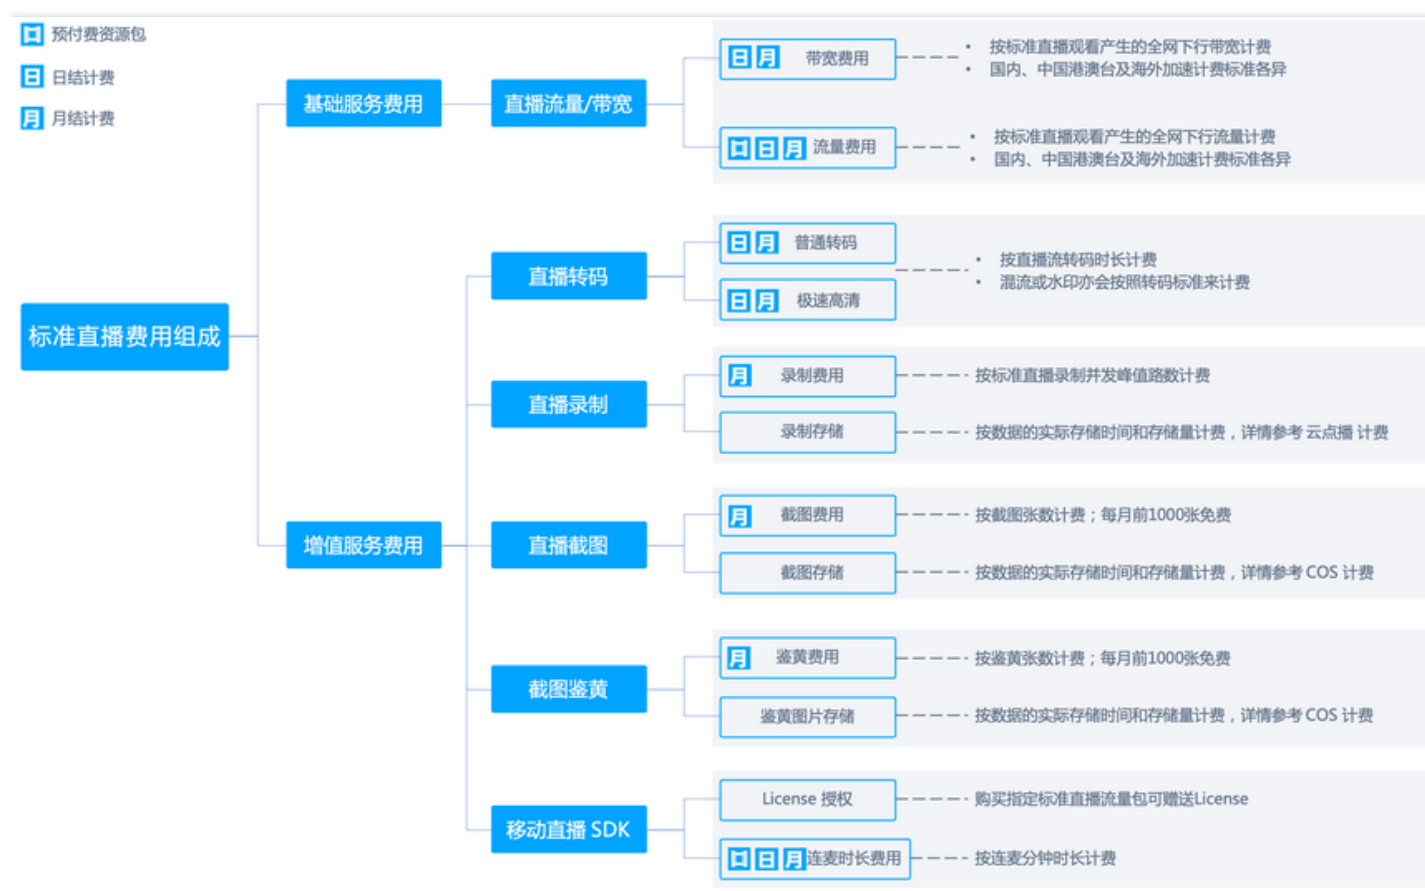 预付费资源包
日 日结计费
月 月结计费
标准直播费用组成
基础服务费用
直播流量/带宽
日 月 带宽费用
• 按标准直播观看产生的全网下行带宽计费
• 国内、中国港澳台及海外加速计费标准各异
日 月 流量费用
• 按标准直播观看产生的全网下行流量计费
• 国内、中国港澳台及海外加速计费标准各异
增值服务费用
直播转码
日 月 普通转码
日 月 极速高清
• 按直播流转码时长计费
• 混流或水印亦会按照转码标准来计费
直播录制
月 录制费用
按标准直播录制并发峰值路数计费
录制存储
按数据的实际存储时间和存储量计费，详情参考 云点播 计费
直播截图
月 截图费用
按截图张数计费；每月前1000张免费
截图存储
按数据的实际存储时间和存储量计费，详情参考 COS 计费
截图鉴黄
月 鉴黄费用
按鉴黄张数计费；每月前1000张免费
鉴黄图片存储
按数据的实际存储时间和存储量计费，详情参考 COS 计费
移动直播 SDK
License 授权
购买指定标准直播流量包可赠送License
日 月 连麦时长费用
按连麦分钟时长计费